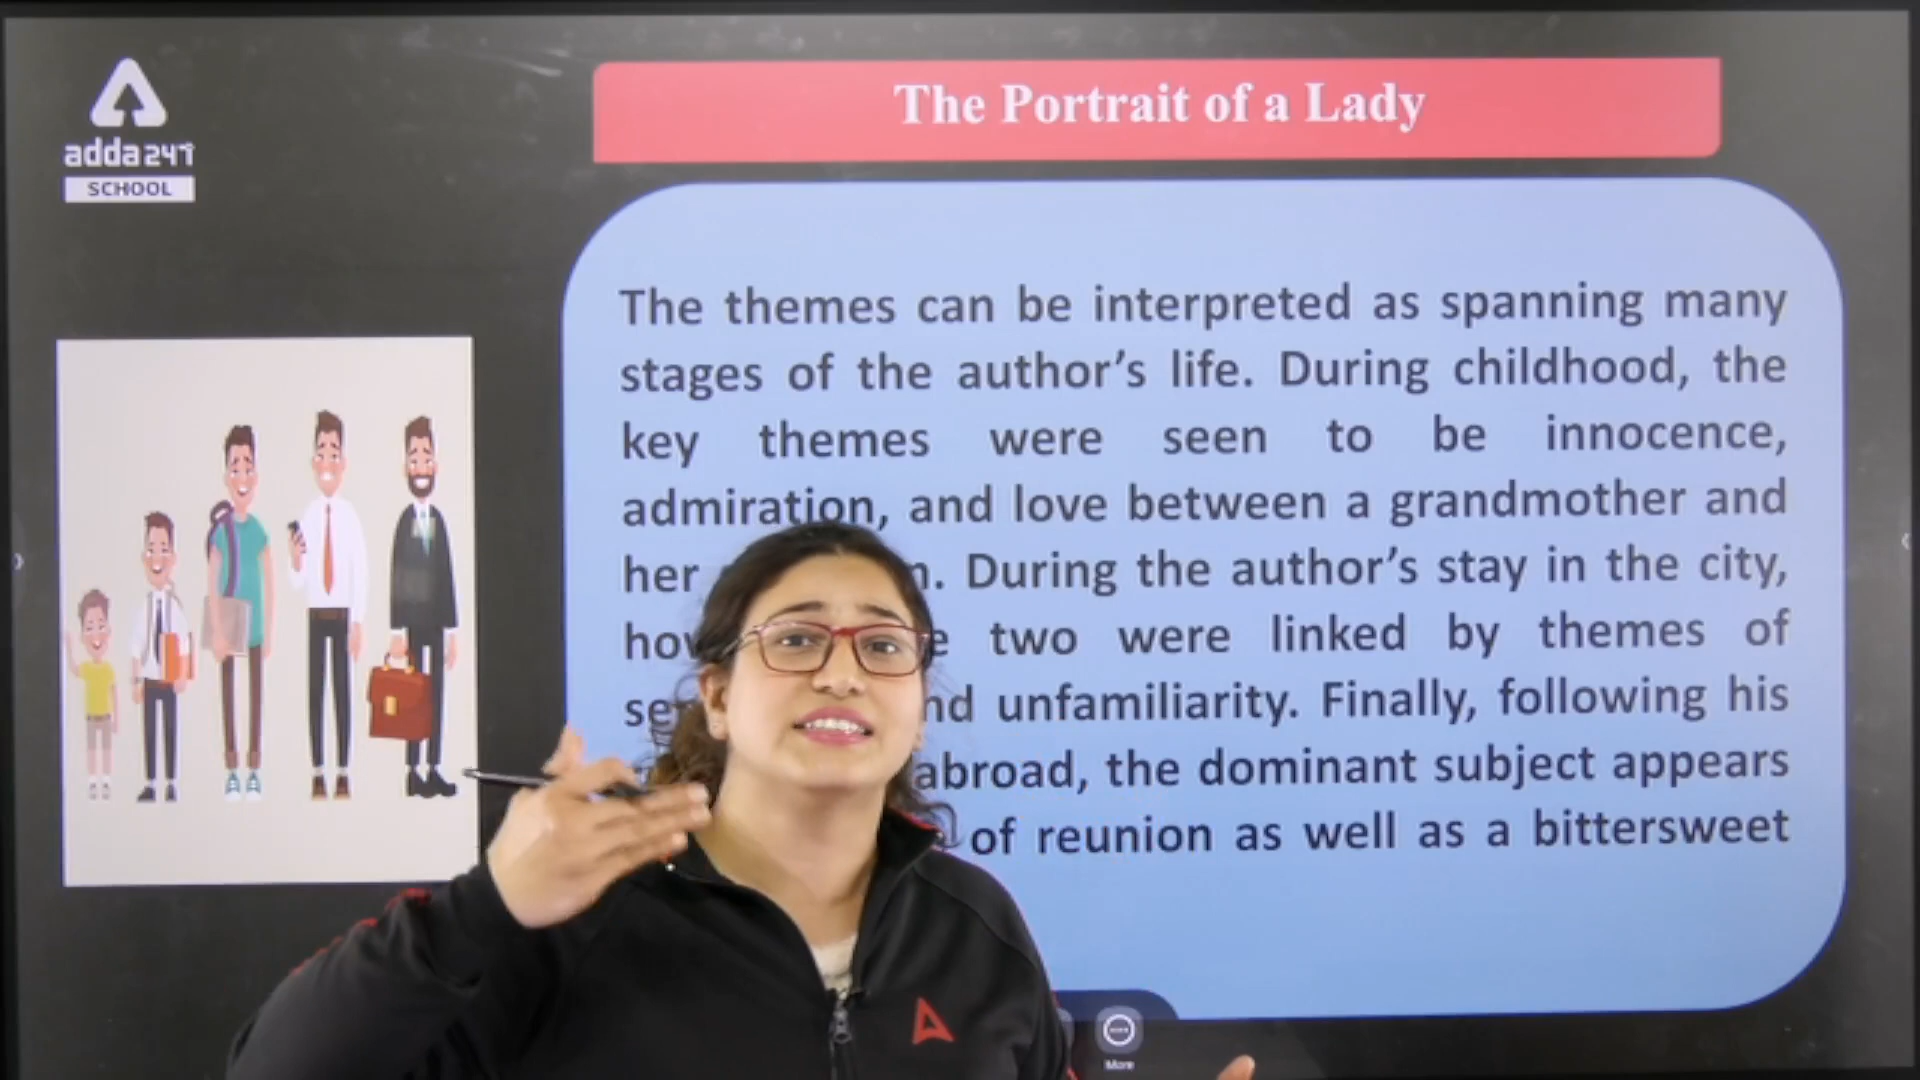 adda247
SCHOOL
The Portrait of a Lady
The themes can be interpreted as spanning many
stages of the author's life. During childhood, the
key themes were seen to be innocence,
admiration, and love between a grandmother and
her . During the author's stay in the city,
two were linked by themes of
unfamiliarity. Finally, following his
abroad, the dominant subject appears
of reunion as well as a bittersweet
More